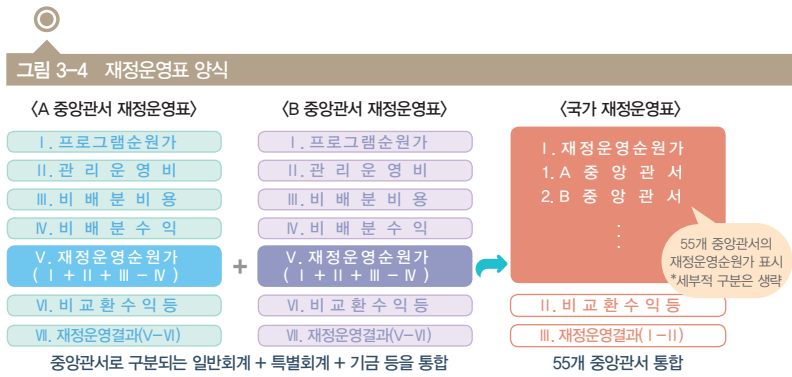 그림 3-4 재정운영표 양식
〈A 중앙관서 재정운영표〉
Ⅰ. 프로그램순원가
Ⅱ. 관리운영비
Ⅲ. 비배분비용
Ⅳ. 비배분수익
Ⅴ. 재정운영순원가
(Ⅰ+Ⅱ+Ⅲ-Ⅳ)
Ⅵ. 비교환수익등
Ⅶ. 재정운영결과(Ⅴ-Ⅵ)
+
〈B 중앙관서 재정운영표〉
Ⅰ. 프로그램순원가
Ⅱ. 관리운영비
Ⅲ. 비배분비용
Ⅳ. 비배분수익
Ⅴ. 재정운영순원가
(Ⅰ+Ⅱ+Ⅲ-Ⅳ)
Ⅵ. 비교환수익등
Ⅶ. 재정운영결과(Ⅴ-Ⅵ)
중앙관서로 구분되는 일반회계 + 특별회계 + 기금 등을 통합
〈국가 재정운영표〉
Ⅰ. 재정운영순원가
1. A 중앙관서
2. B 중앙관서
⋮
55개 중앙관서의
재정운영순원가 표시
*세부적 구분은 생략
Ⅱ. 비교환수익등
Ⅲ. 재정운영결과(Ⅰ-Ⅱ)
55개 중앙관서 통합